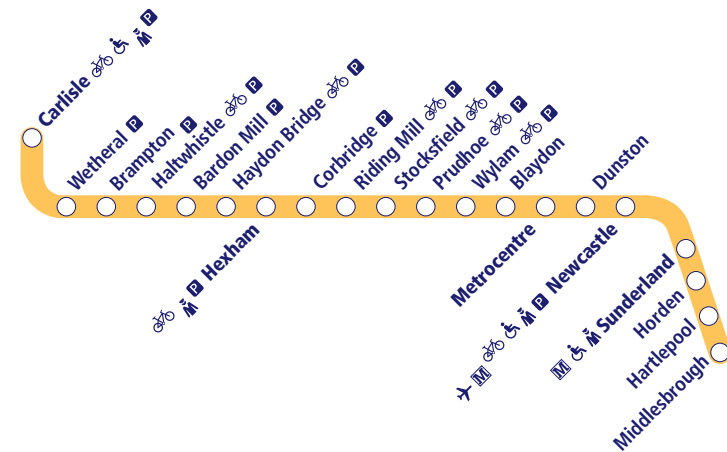 Carlisle P
Wetheral P
Brampton P
Haltwhistle P
Bardon Mill P
Haydon Bridge P
Hexham P
Corbridge P
Riding Mill P
Stocksfield P
Prudhoe P
Wylam P
Blaydon
Metrocentre
Dunston
Newcastle P M
Sunderland M
Horden
Hartlepool
Middlesbrough